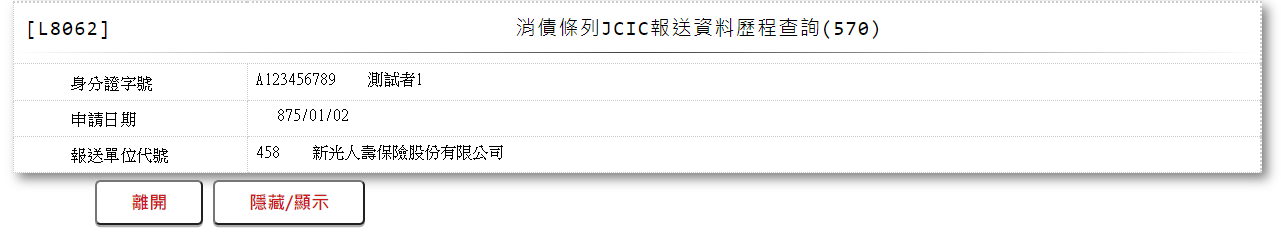 [L8062] 消債條列JCIC報送資料歷程查詢(570)
身分證字號 A123456789 測試者1
申請日期 875/01/02
報送單位代號 458 新光人壽保險股份有限公司
離開 隱藏/顯示